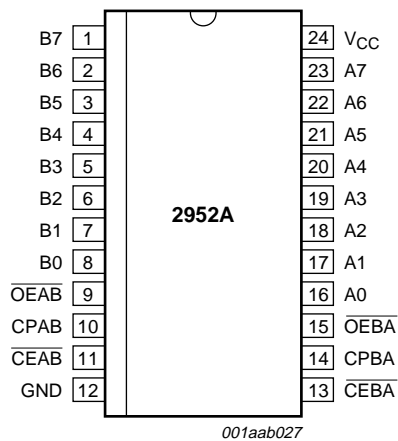 B7 1 24 VCC
B6 2 23 A7
B5 3 22 A6
B4 4 21 A5
B3 5 20 A4
B2 6 19 A3
2952A
B1 7 18 A2
B0 8 17 A1
OEAB 9 16 A0
CPAB 10 15 OEBA
CEAB 11 14 CPBA
GND 12 13 CEBA
001aab027